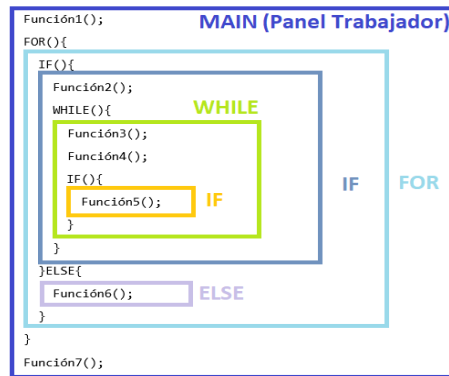 Función1(); MAIN (Panel Trabajador)
FOR(){
IF(){
Función2();
WHILE(){ WHILE
Función3();
Función4();
IF(){ IF FOR
Función5(); IF
}
}
}ELSE{
Función6(); ELSE
}
}
Función7();